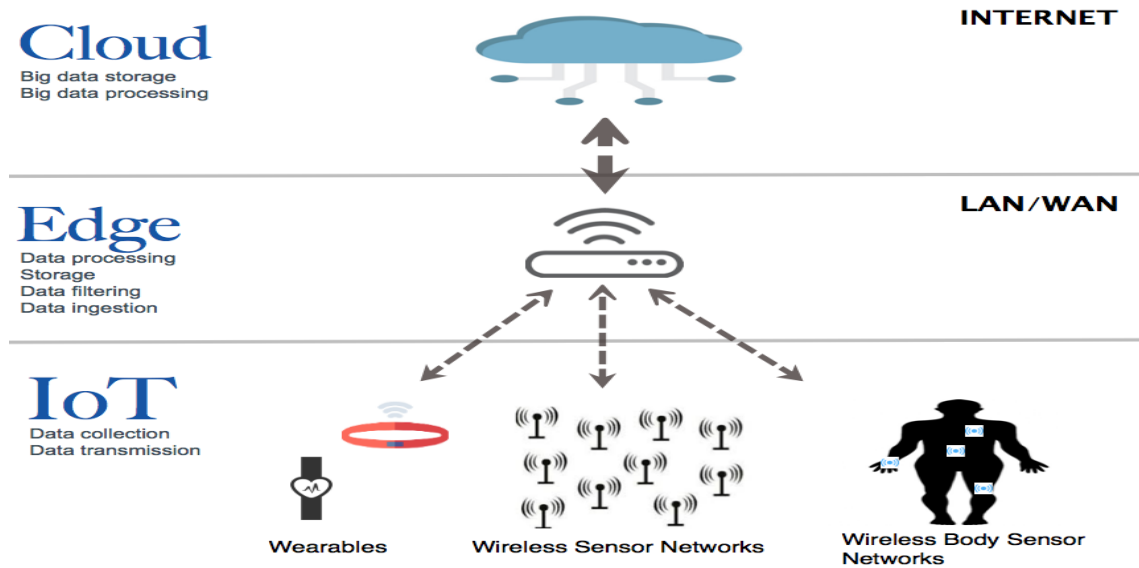 Cloud
Big data storage
Big data processing
INTERNET
Edge
Data processing
Storage
Data filtering
Data ingestion
LAN/WAN
IoT
Data collection
Data transmission
Wearables
Wireless Sensor Networks
Wireless Body Sensor
Networks